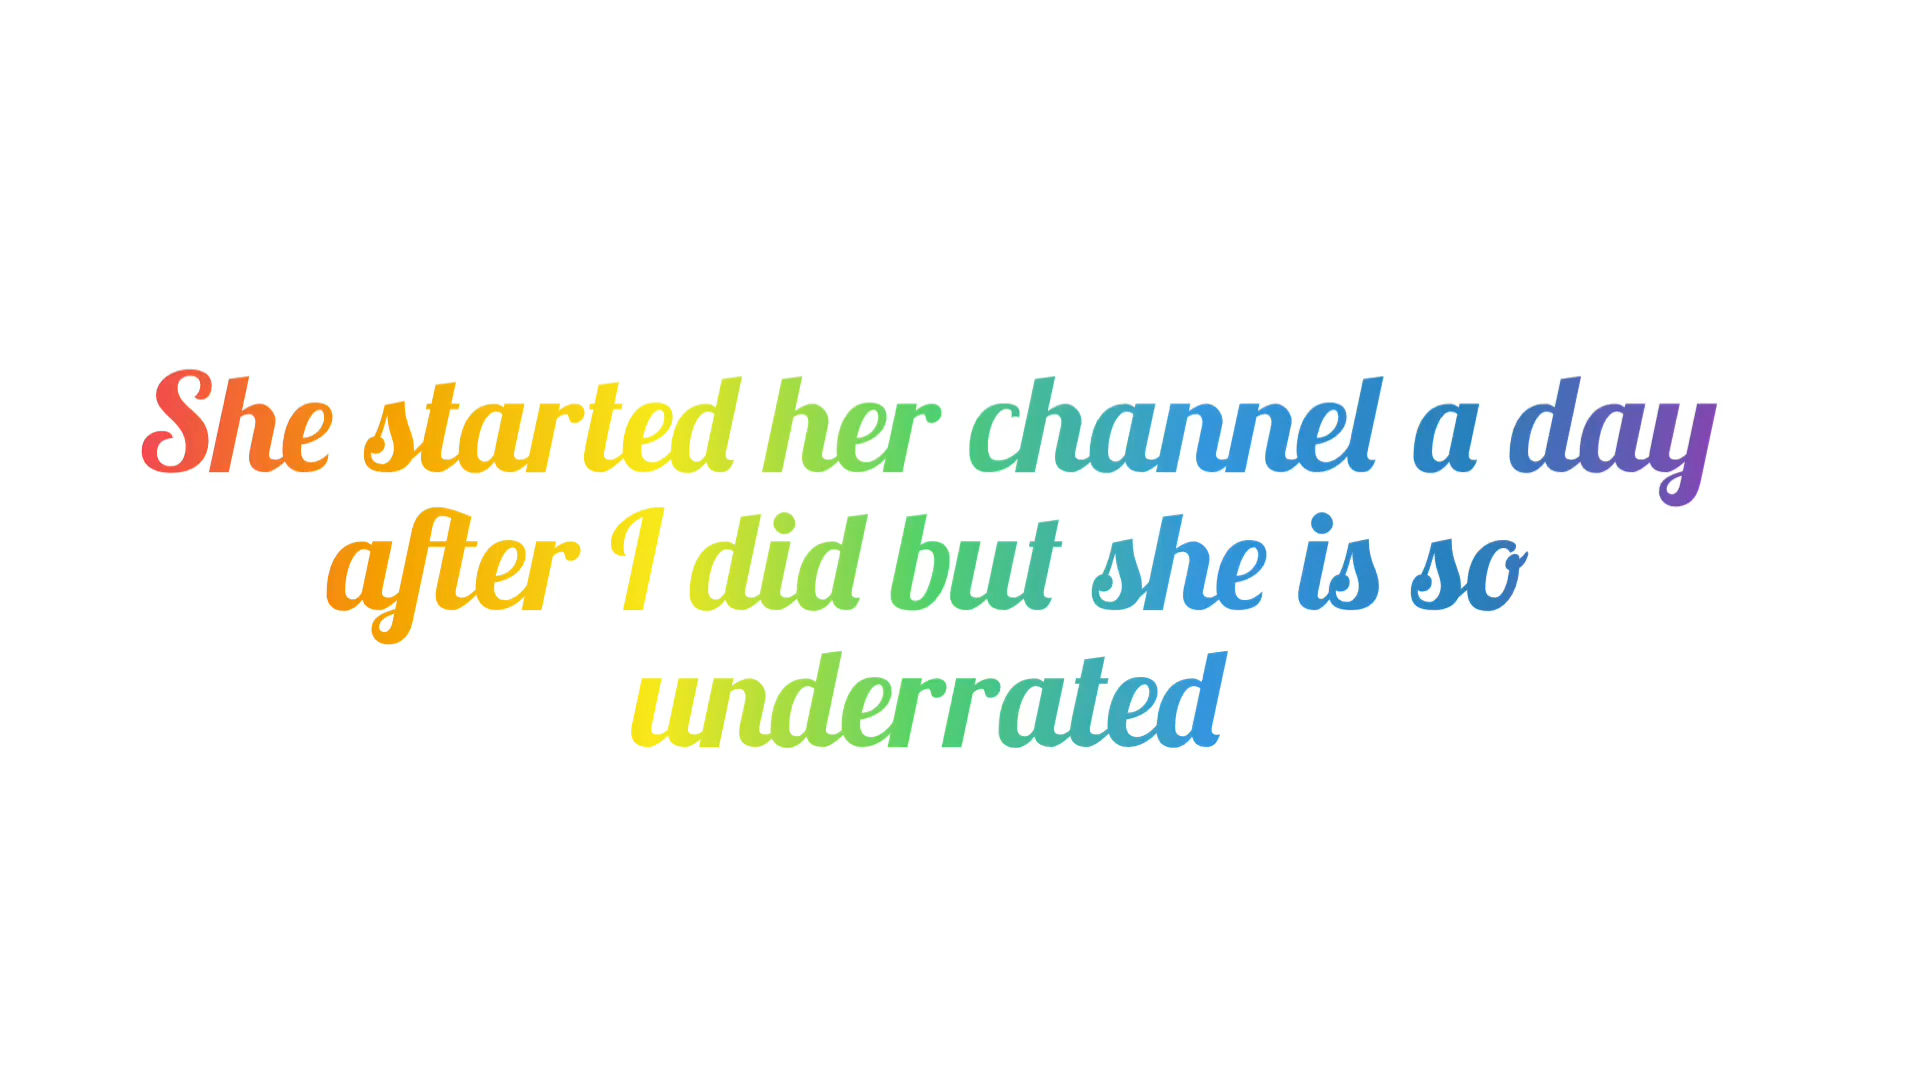 She started her channel a day
after I did but she is so
underrated